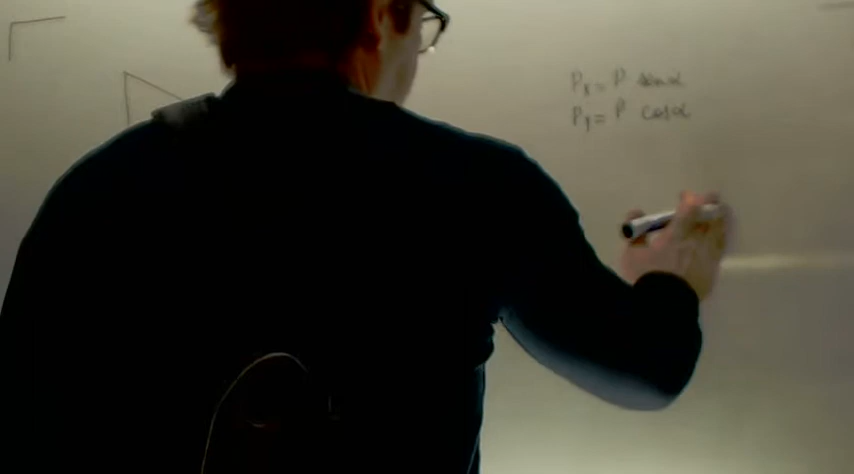 Px = P sinα
Py = P cosα